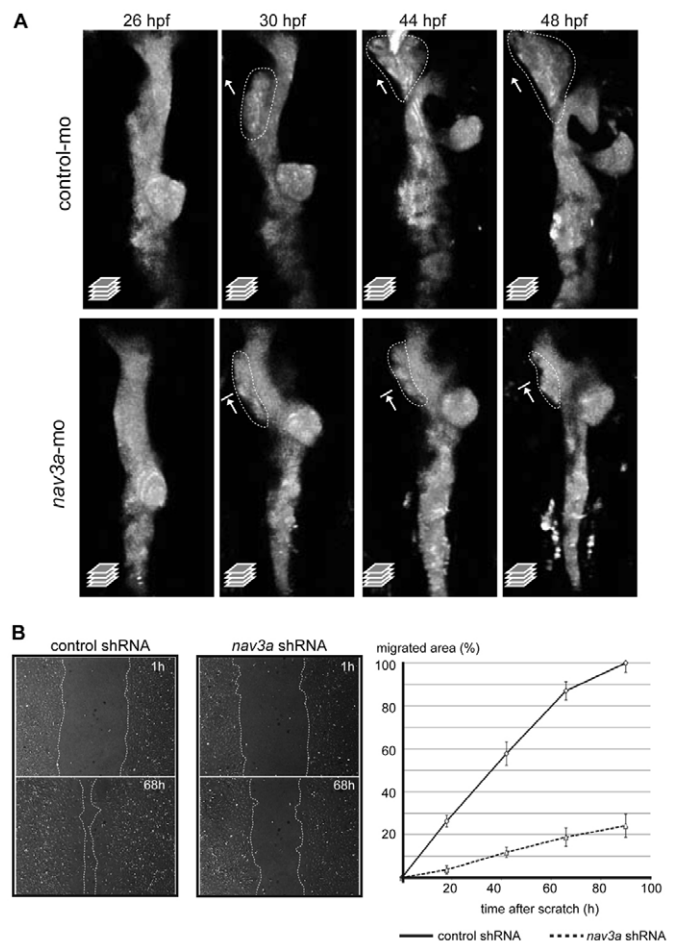 A
26 hpf 30 hpf 44 hpf 48 hpf
control-mo
nav3a-mo
B
control shRNA nav3a shRNA
1h 1h
68h 68h
migrated area (%)
100
80
60
40
20
20 40 60 80 100
time after scratch (h)
control shRNA nav3a shRNA